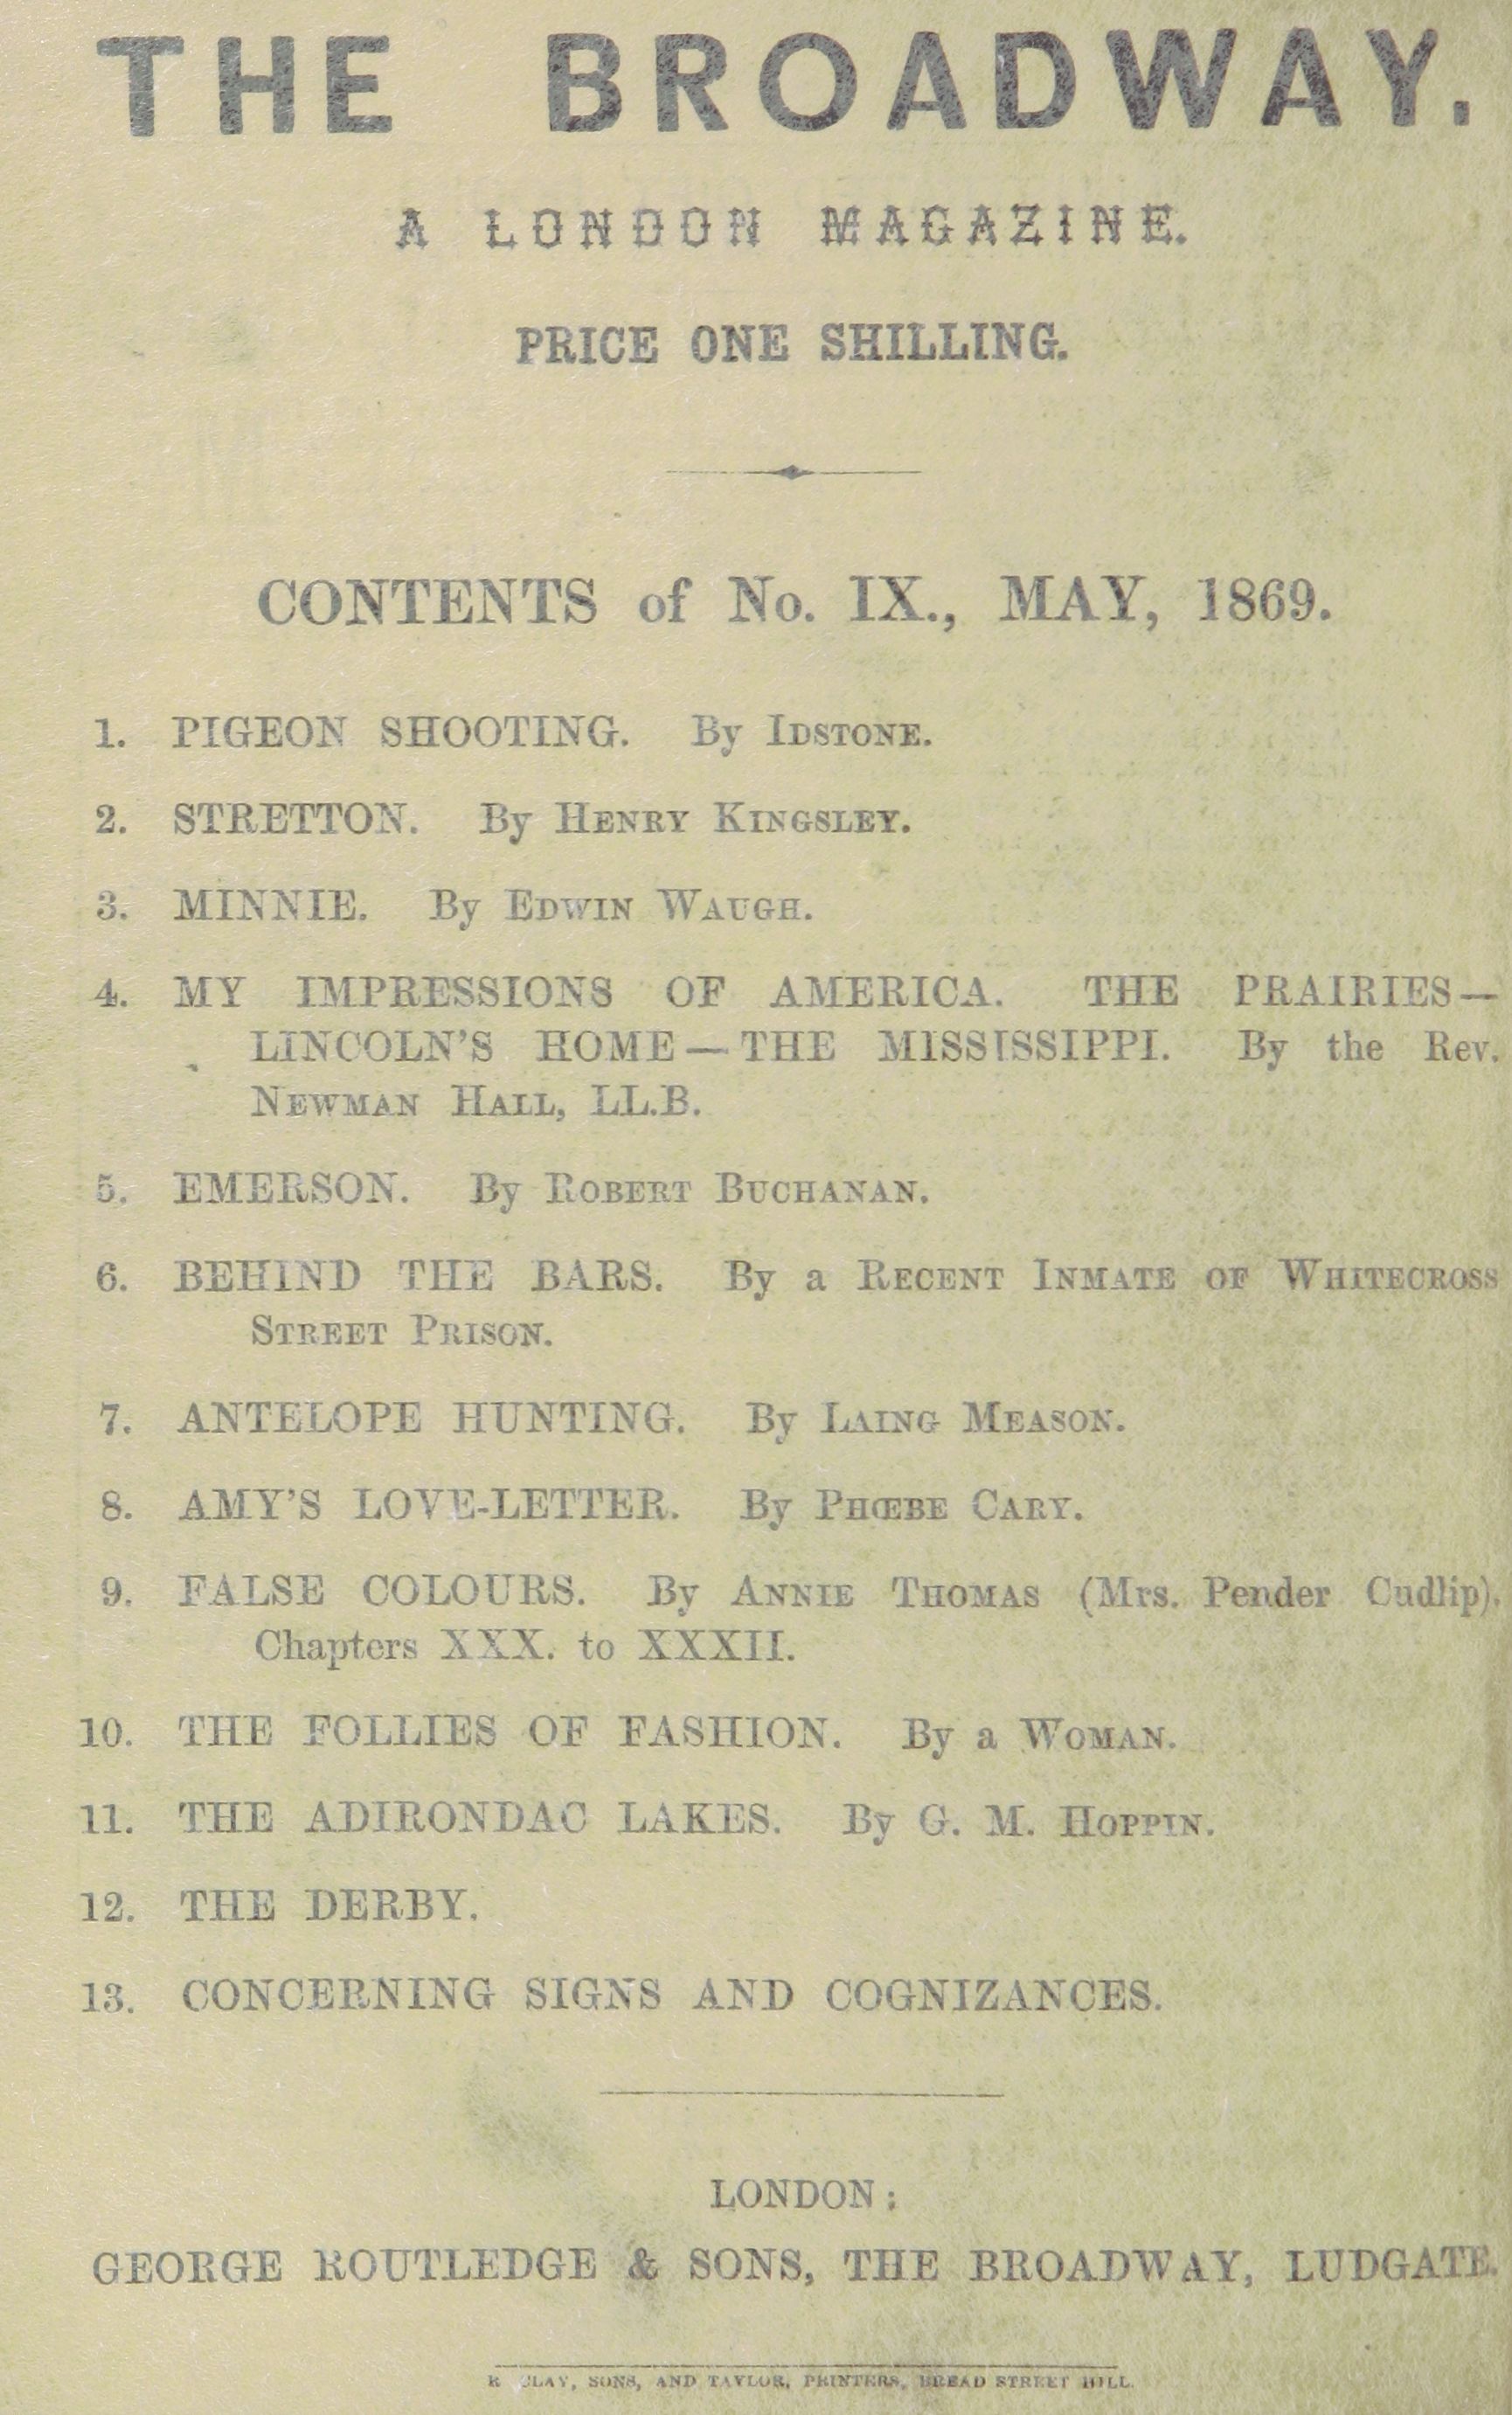 THE BROADWAY.
A LONDON MAGAZINE.
PRICE ONE SHILLING.
CONTENTS of No. IX., MAY, 1869.
1. PIGEON SHOOTING. By IDSTONE.
2. STRETTON. By HENRY KINGSLEY.
3. MINNIE. By EDWIN WAUGH.
4. MY IMPRESSIONS OF AMERICA. THE PRAIRIES—
LINCOLN'S HOME—THE MISSISSIPPI. By the Rev.
NEWMAN HALL, LL.B.
5. EMERSON. By ROBERT BUCHANAN.
6. BEHIND THE BARS. By a RECENT INMATE OF WHITECROSS
STREET PRISON.
7. ANTELOPE HUNTING. By LAING MEASON.
8. AMY'S LOVE-LETTER. By PHŒBE CARY.
9. FALSE COLOURS. By ANNIE THOMAS (Mrs. Pender Cudlip).
Chapters XXX. to XXXII.
10. THE FOLLIES OF FASHION. By a WOMAN.
11. THE ADIRONDAC LAKES. By G. M. HOPPIN.
12. THE DERBY.
13. CONCERNING SIGNS AND COGNIZANCES.
LONDON:
GEORGE ROUTLEDGE & SONS, THE BROADWAY, LUDGATE.
R. CLAY, SONS, AND TAYLOR, PRINTERS, BREAD STREET HILL.